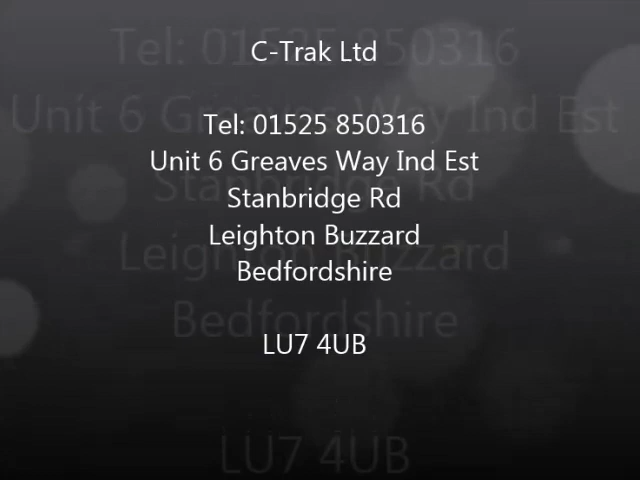 C-Trak Ltd
Tel: 01525 850316
Unit 6 Greaves Way Ind Est
Stanbridge Rd
Leighton Buzzard
Bedfordshire
LU7 4UB